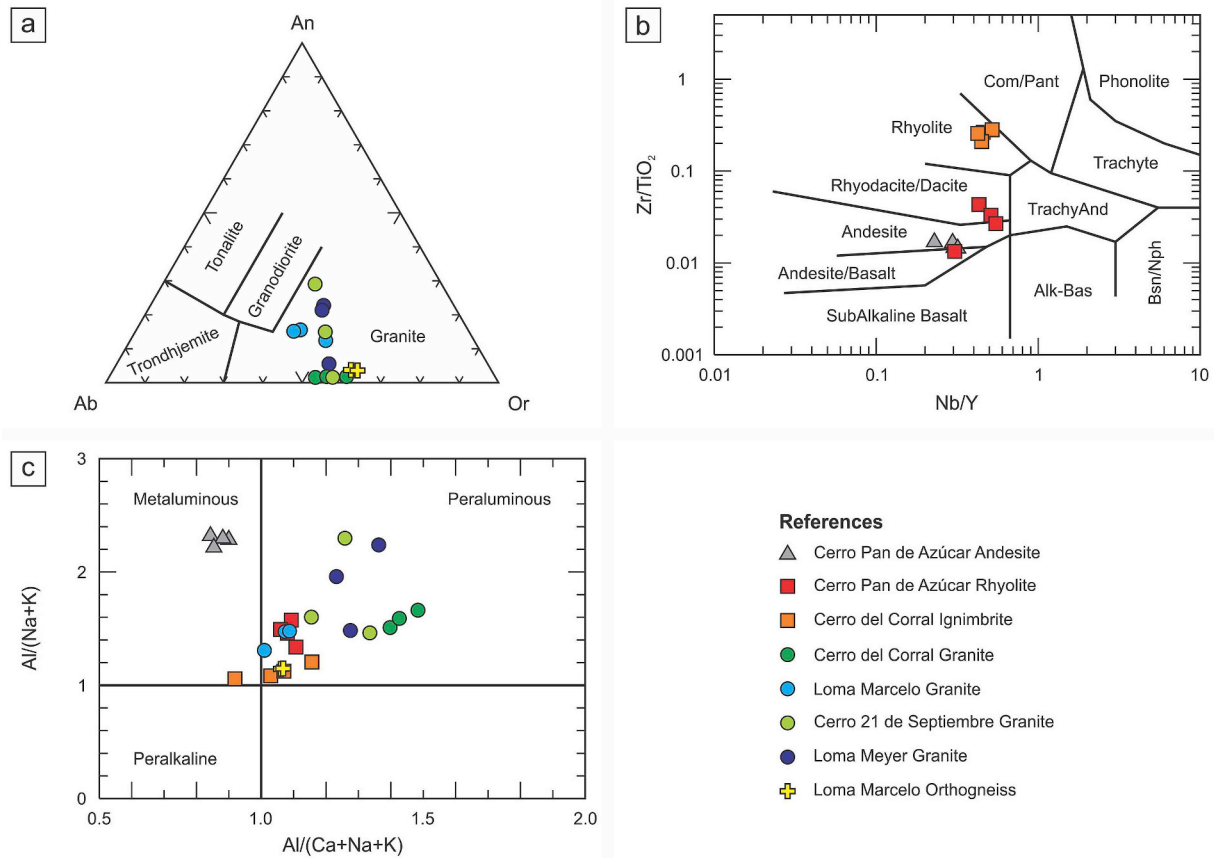 a
An
Tonalite
Granodiorite
Trondhjemite
Granite
Ab
Or
b
Com/Pant
Phonolite
Rhyolite
Trachyte
Rhyodacite/Dacite
TrachyAnd
Andesite
Andesite/Basalt
Alk-Bas
Bsn/Nph
SubAlkaline Basalt
Zr/TiO₂
1
0.1
0.01
0.001
0.01
0.1
1
10
Nb/Y
c
3
2
1
0
Al/(Na+K)
Metaluminous
Peraluminous
Peralkaline
0.5
1.0
1.5
2.0
Al/(Ca+Na+K)
References
Cerro Pan de Azúcar Andesite
Cerro Pan de Azúcar Rhyolite
Cerro del Corral Ignimbrite
Cerro del Corral Granite
Loma Marcelo Granite
Cerro 21 de Septiembre Granite
Loma Meyer Granite
Loma Marcelo Orthogneiss